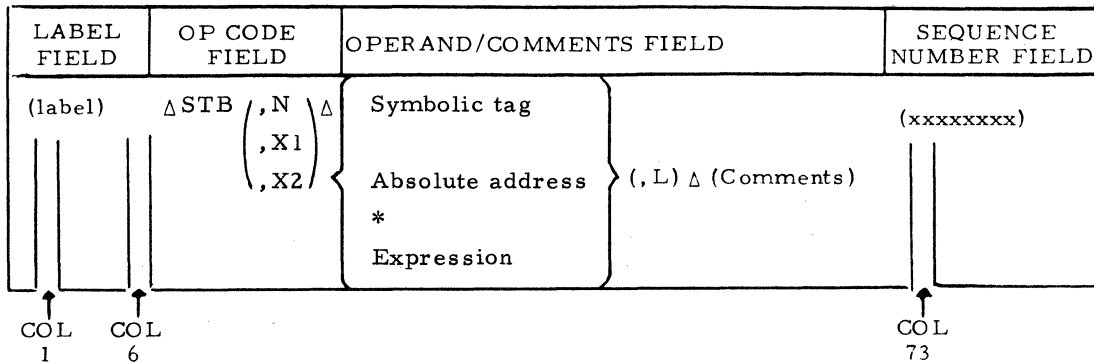 LABEL FIELD
OP CODE FIELD
OPERAND/COMMENTS FIELD
SEQUENCE NUMBER FIELD
(label)
Δ STB (, N , X1 , X2) Δ
Symbolic tag
Absolute address
*
Expression
(, L) Δ (Comments)
(xxxxxxxx)
COL 1
COL 6
COL 73